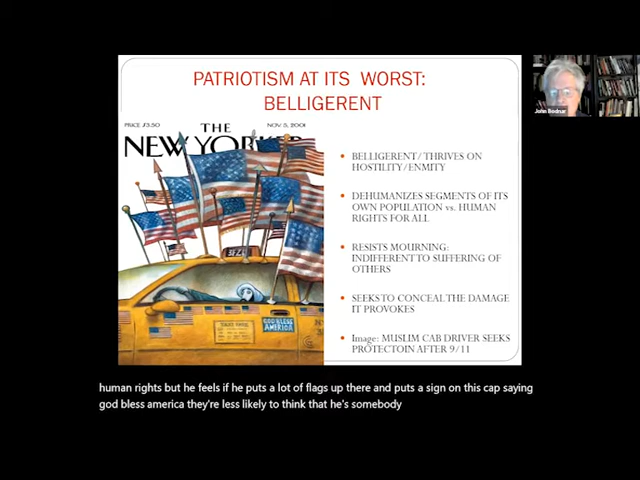 PATRIOTISM AT ITS WORST:
BELLIGERENT
PRICE $3.50
THE
NOV. 5, 2001
NEW YORKER
3F21
GOD BLESS
AMERICA
BELLIGERENT/ THRIVES ON
HOSTILITY/ENMITY
DEHUMANIZES SEGMENTS OF ITS
OWN POPULATION vs. HUMAN
RIGHTS FOR ALL
RESISTS MOURNING:
INDIFFERENT TO SUFFERING OF
OTHERS
SEEKS TO CONCEAL THE DAMAGE
IT PROVOKES
Image: MUSLIM CAB DRIVER SEEKS
PROTECTOIN AFTER 9/11
John Bodnar
human rights but he feels if he puts a lot of flags up there and puts a sign on this cap saying
god bless america they're less likely to think that he's somebody